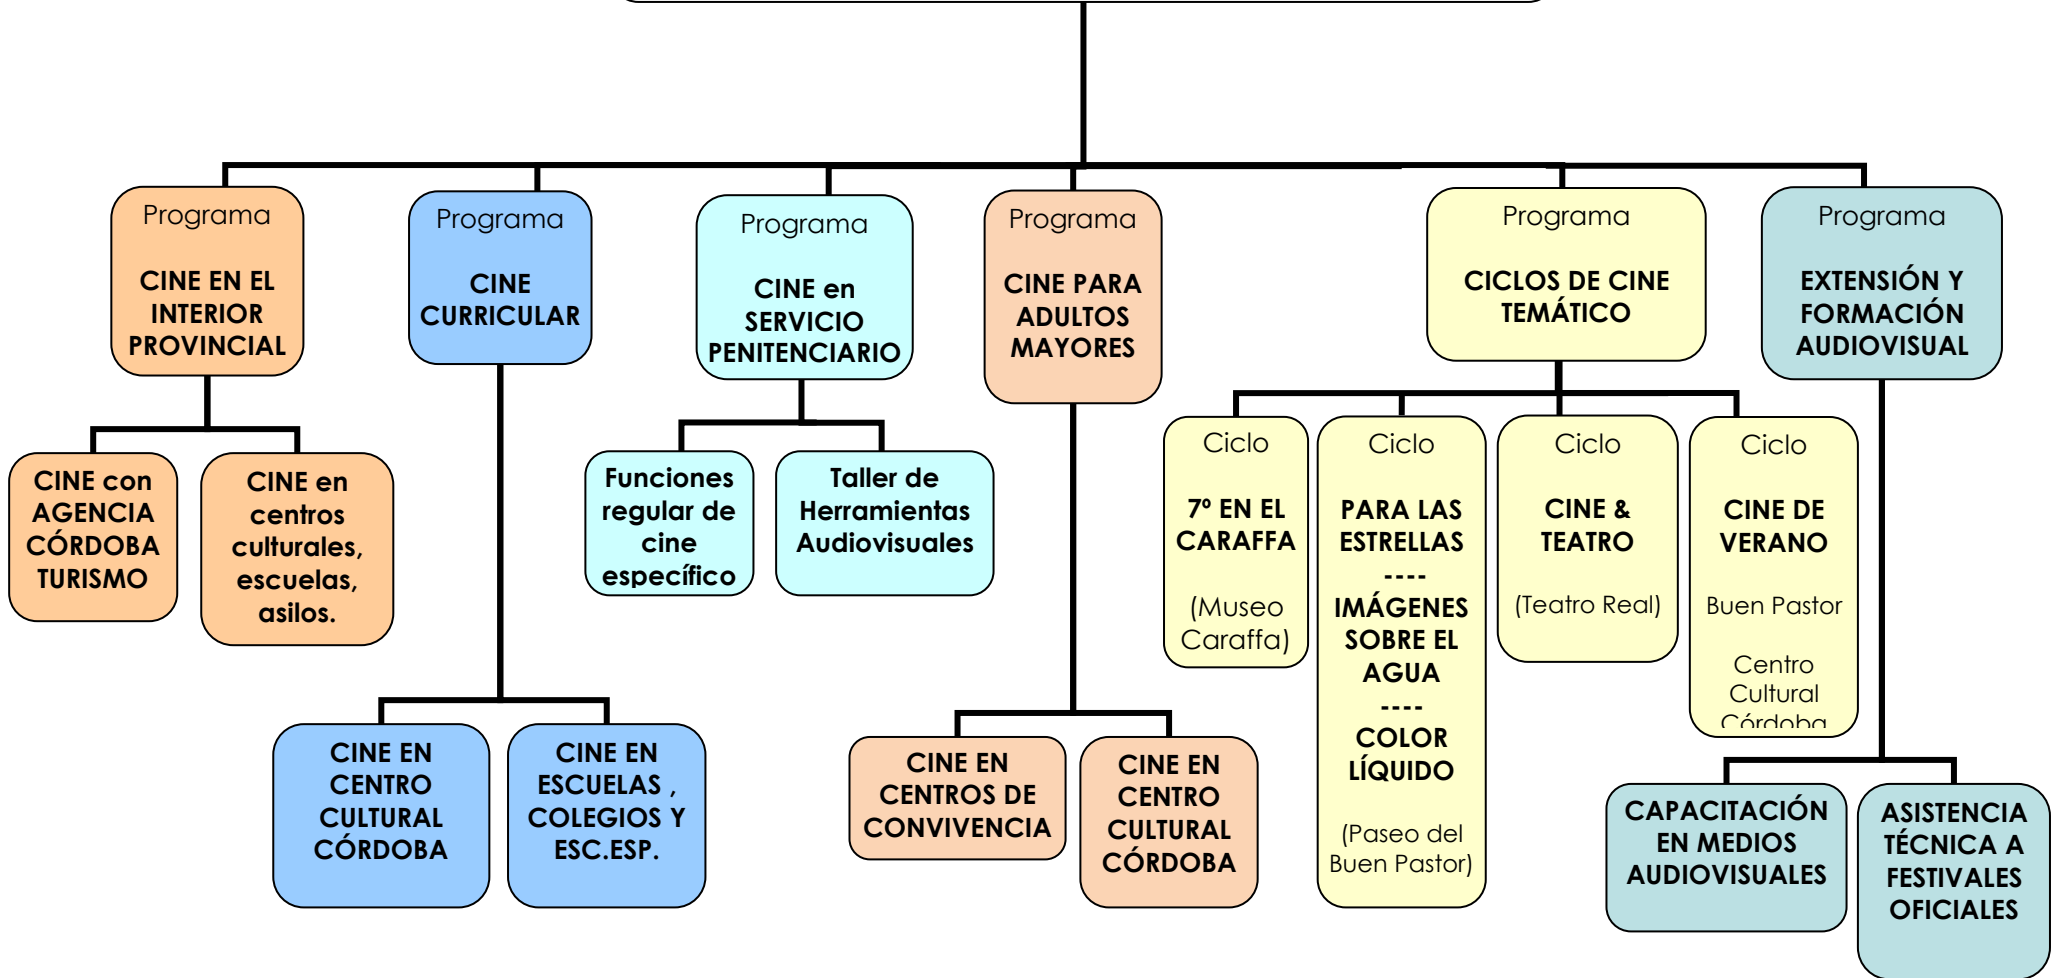 Programa
CINE EN EL
INTERIOR
PROVINCIAL
Programa
CINE
CURRICULAR
Programa
CINE en
SERVICIO
PENITENCIARIO
Programa
CINE PARA
ADULTOS
MAYORES
Programa
CICLOS DE CINE
TEMÁTICO
Programa
EXTENSIÓN Y
FORMACIÓN
AUDIOVISUAL
CINE con
AGENCIA
CÓRDOBA
TURISMO
CINE en
centros
culturales,
escuelas,
asilos.
Funciones
regular de
cine
específico
Taller de
Herramientas
Audiovisuales
Ciclo
7º EN EL
CARAFFA
(Museo
Caraffa)
Ciclo
PARA LAS
ESTRELLAS
----
IMÁGENES
SOBRE EL
AGUA
----
COLOR
LÍQUIDO
(Paseo del
Buen Pastor)
Ciclo
CINE &
TEATRO
(Teatro Real)
Ciclo
CINE DE
VERANO
Buen Pastor
Centro
Cultural
Córdoba
CINE EN
CENTRO
CULTURAL
CÓRDOBA
CINE EN
ESCUELAS ,
COLEGIOS Y
ESC.ESP.
CINE EN
CENTROS DE
CONVIVENCIA
CINE EN
CENTRO
CULTURAL
CÓRDOBA
CAPACITACIÓN
EN MEDIOS
AUDIOVISUALES
ASISTENCIA
TÉCNICA A
FESTIVALES
OFICIALES